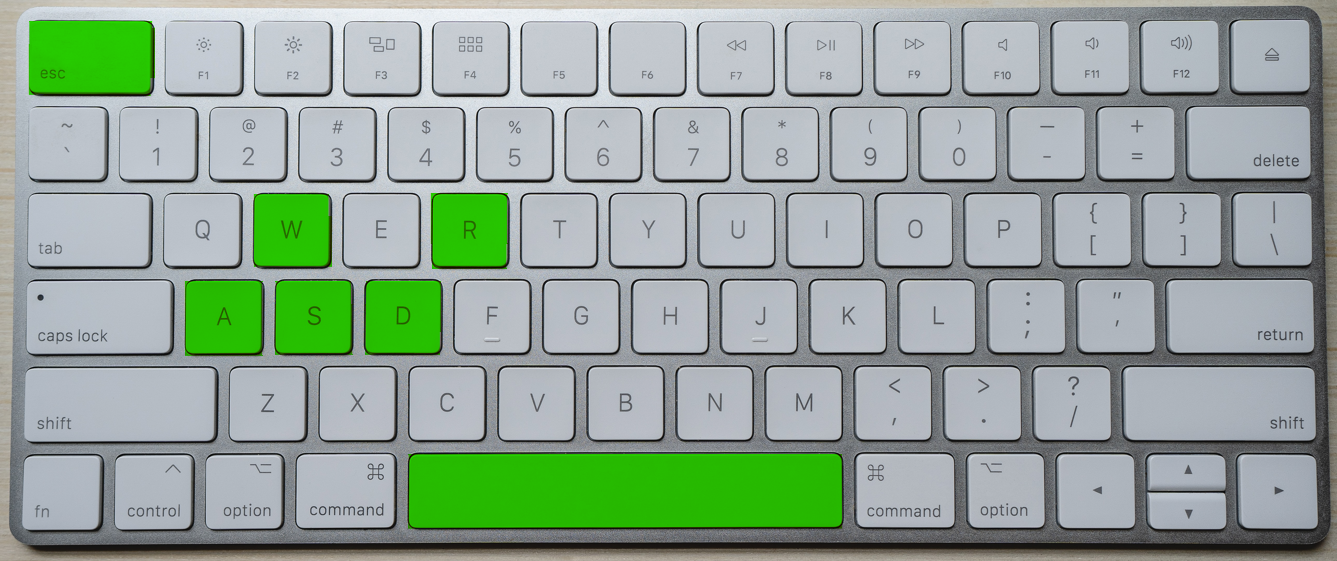 esc F1 F2 F3 F4 F5 F6 F7 F8 F9 F10 F11 F12
~ ! @ # $ % ^ & * ( ) — +
` 1 2 3 4 5 6 7 8 9 0 - = delete
tab Q W E R T Y U I O P { } |
[ ] \
caps lock A S D F G H J K L : "
; ' return
shift Z X C V B N M < > ? shift
, . /
fn control option command command option